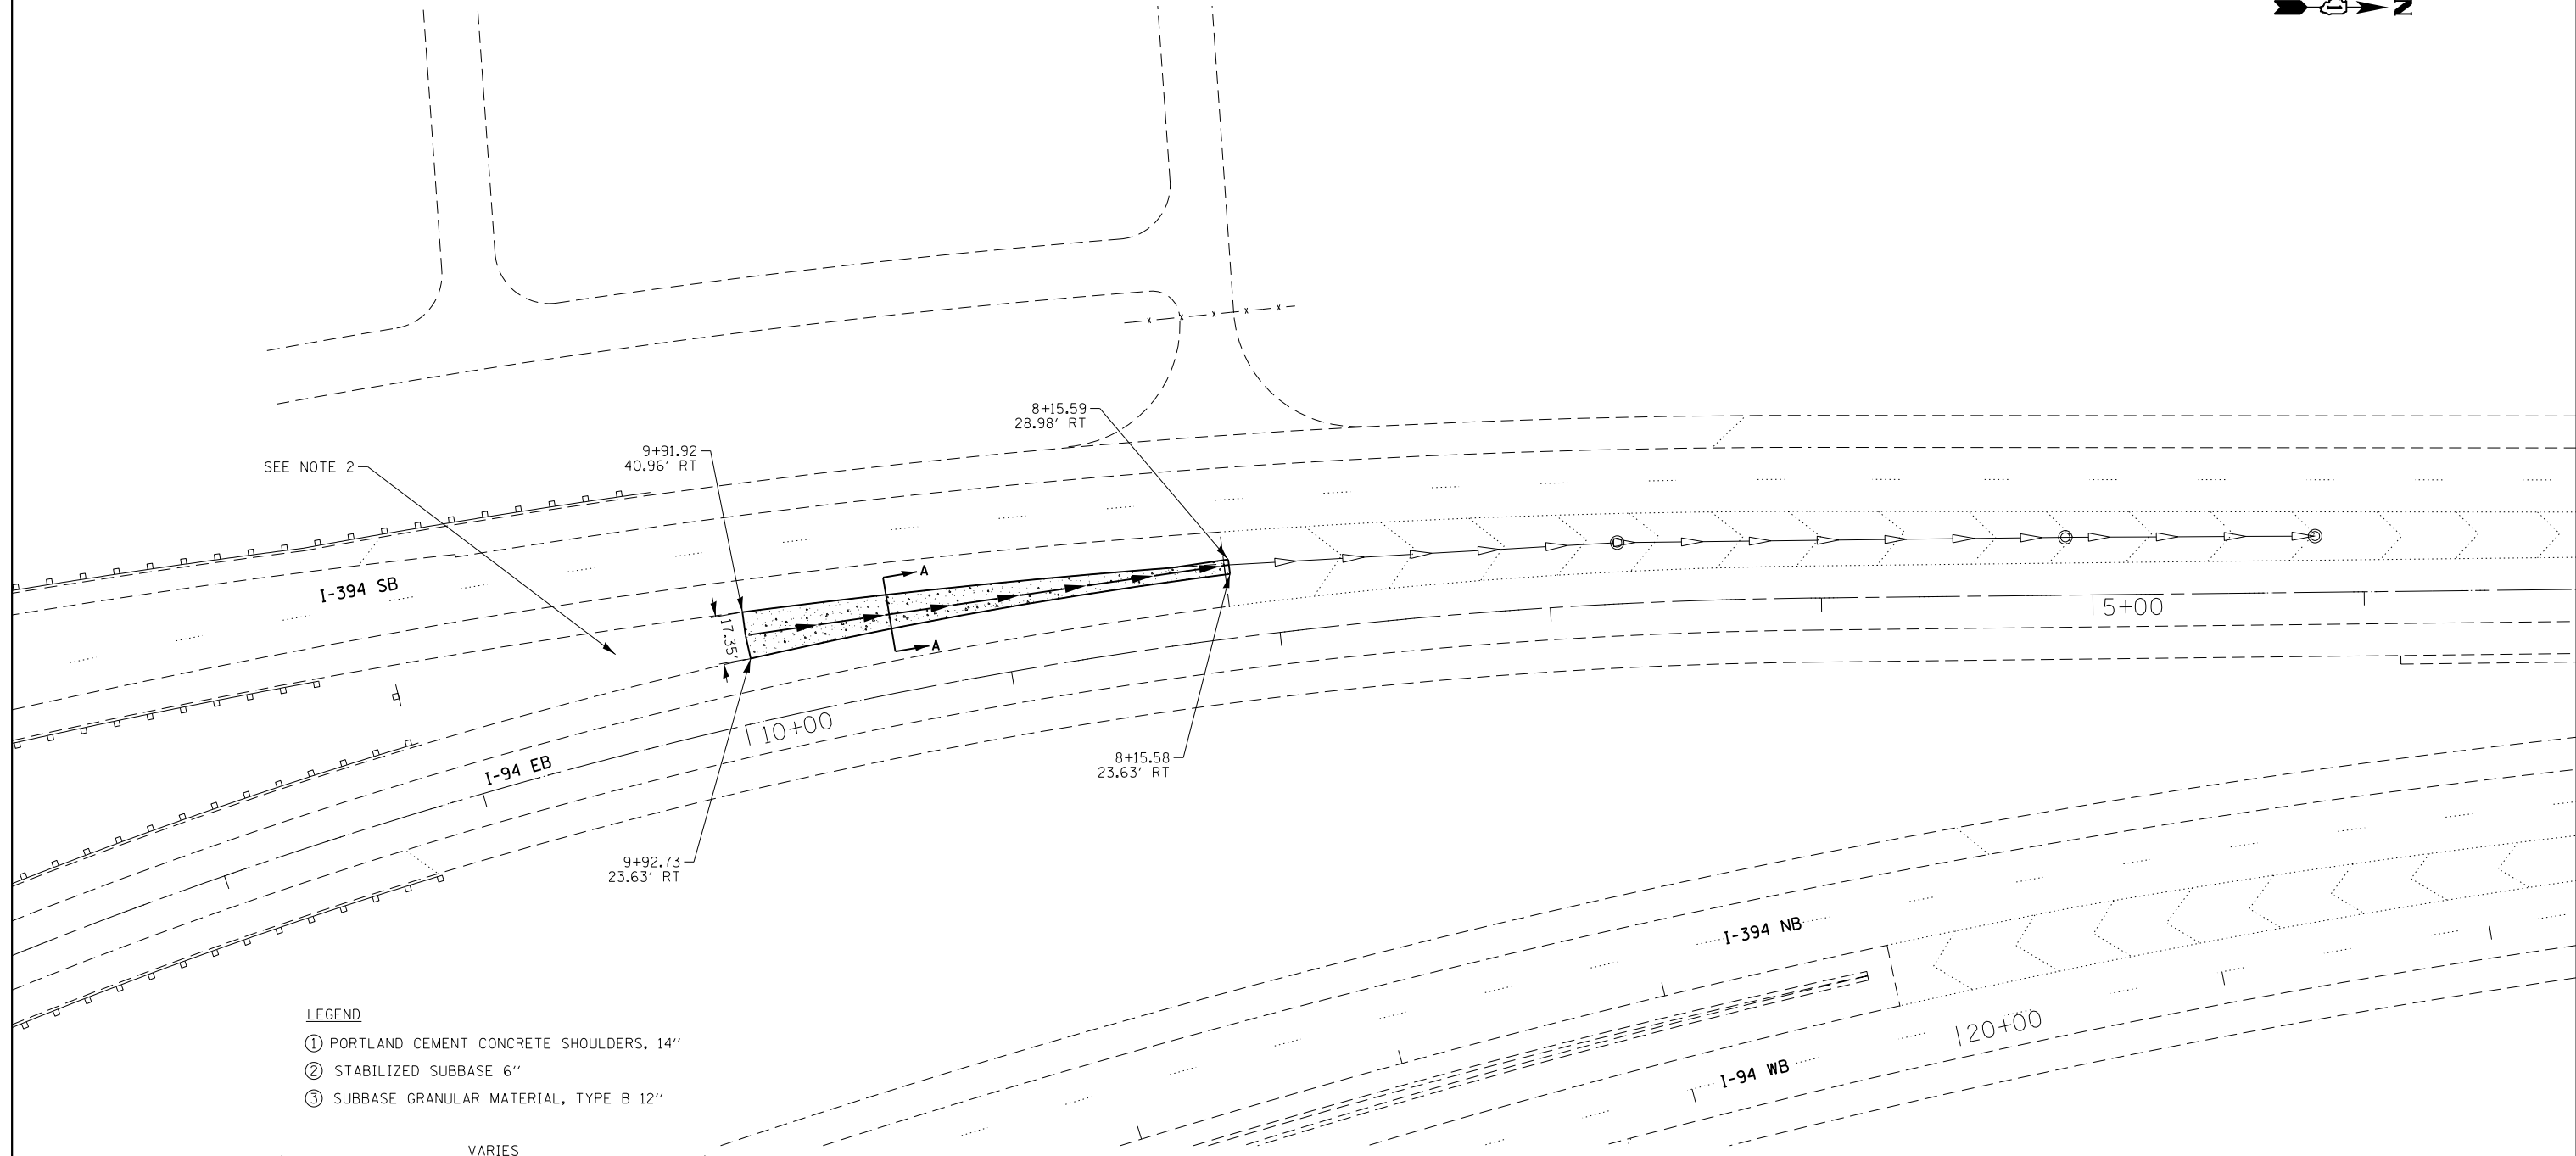 N
8+15.59
28.98' RT
9+91.92
40.96' RT
SEE NOTE 2
A
I-394 SB
5+00
17.35'
A
10+00
I-94 EB
8+15.58
23.63' RT
9+92.73
23.63' RT
I-394 NB
LEGEND
20+00
1 PORTLAND CEMENT CONCRETE SHOULDERS, 14"
2 STABILIZED SUBBASE 6"
I-94 WB
3 SUBBASE GRANULAR MATERIAL, TYPE B 12"
VARIES